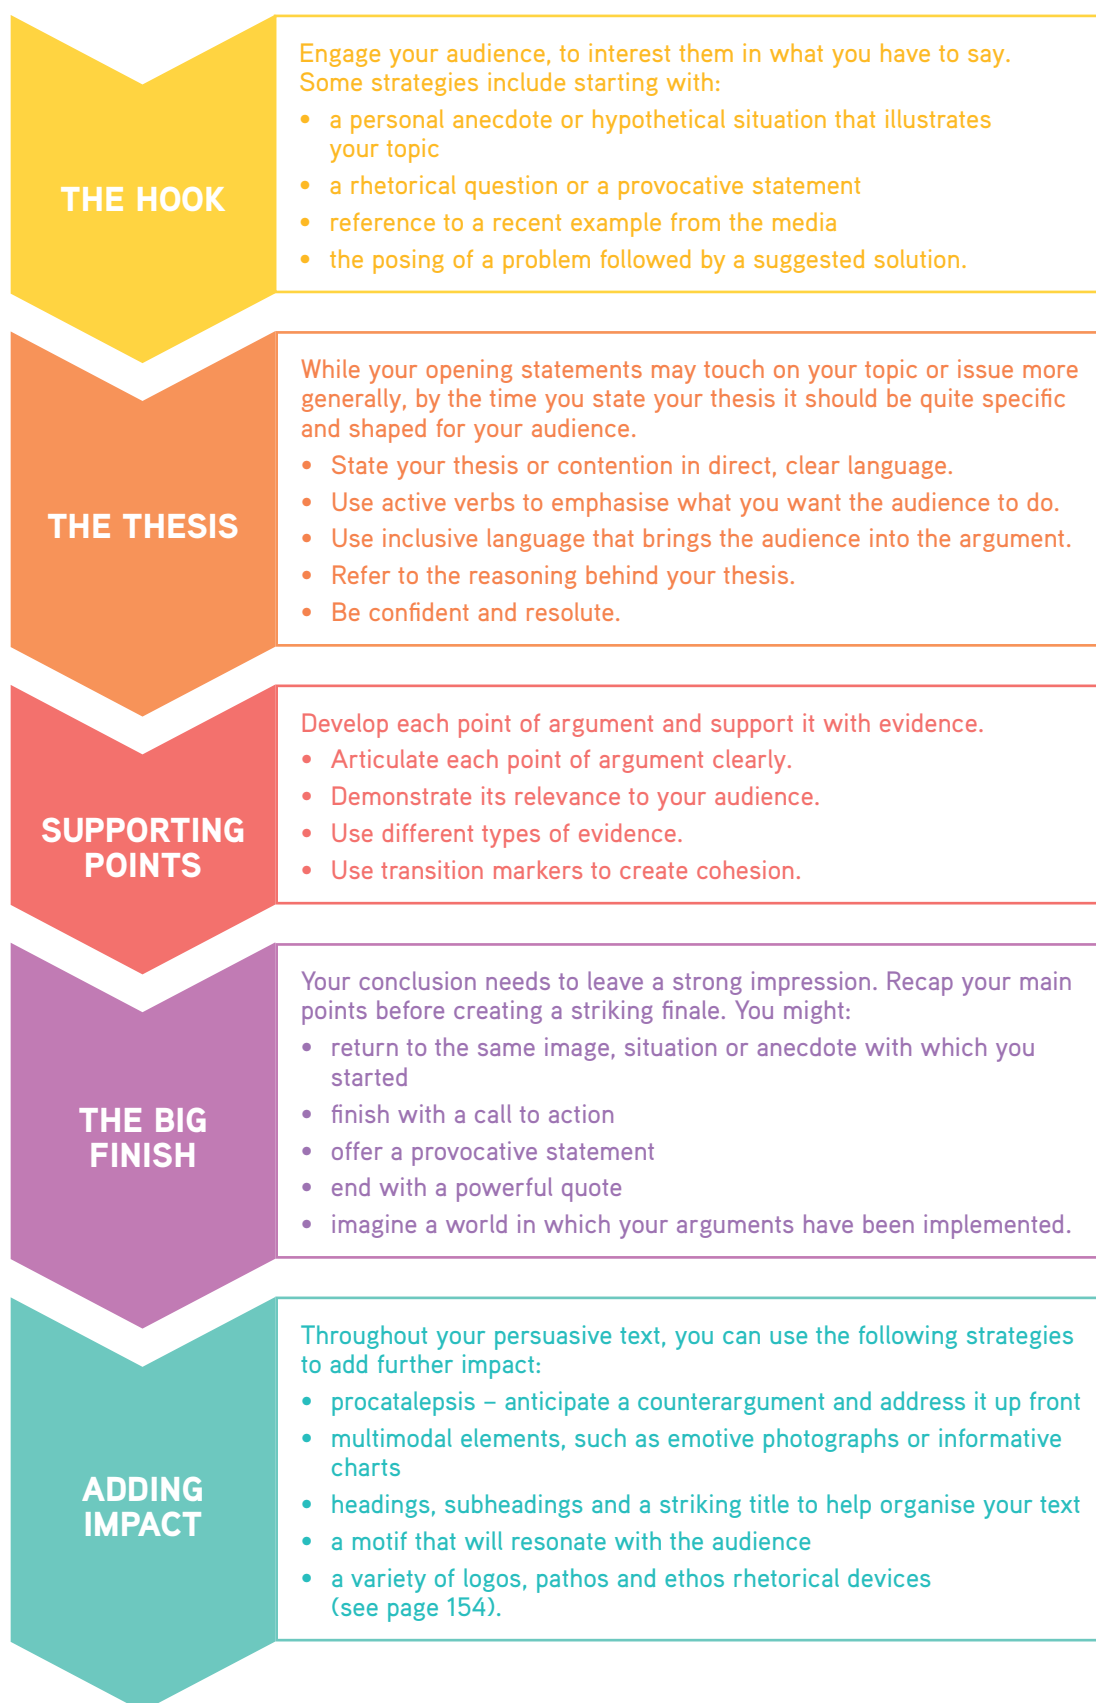 THE HOOK
Engage your audience, to interest them in what you have to say.
Some strategies include starting with:
• a personal anecdote or hypothetical situation that illustrates
your topic
• a rhetorical question or a provocative statement
• reference to a recent example from the media
• the posing of a problem followed by a suggested solution.
THE THESIS
While your opening statements may touch on your topic or issue more
generally, by the time you state your thesis it should be quite specific
and shaped for your audience.
• State your thesis or contention in direct, clear language.
• Use active verbs to emphasise what you want the audience to do.
• Use inclusive language that brings the audience into the argument.
• Refer to the reasoning behind your thesis.
• Be confident and resolute.
SUPPORTING
POINTS
Develop each point of argument and support it with evidence.
• Articulate each point of argument clearly.
• Demonstrate its relevance to your audience.
• Use different types of evidence.
• Use transition markers to create cohesion.
THE BIG
FINISH
Your conclusion needs to leave a strong impression. Recap your main
points before creating a striking finale. You might:
• return to the same image, situation or anecdote with which you
started
• finish with a call to action
• offer a provocative statement
• end with a powerful quote
• imagine a world in which your arguments have been implemented.
ADDING
IMPACT
Throughout your persuasive text, you can use the following strategies
to add further impact:
• procatalepsis – anticipate a counterargument and address it up front
• multimodal elements, such as emotive photographs or informative
charts
• headings, subheadings and a striking title to help organise your text
• a motif that will resonate with the audience
• a variety of logos, pathos and ethos rhetorical devices
(see page 154).